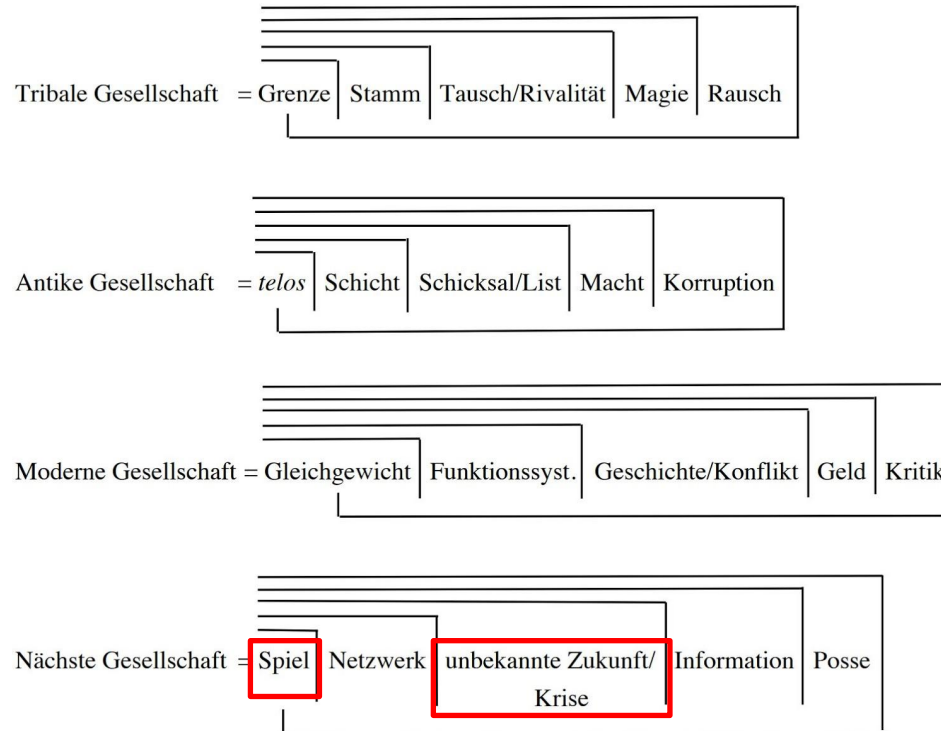 Tribale Gesellschaft = Grenze Stamm Tausch/Rivalität Magie Rausch
Antike Gesellschaft = telos Schicht Schicksal/List Macht Korruption
Moderne Gesellschaft = Gleichgewicht Funktionssyst. Geschichte/Konflikt Geld Kritik
Nächste Gesellschaft = Spiel Netzwerk unbekannte Zukunft/ Information Posse
Krise